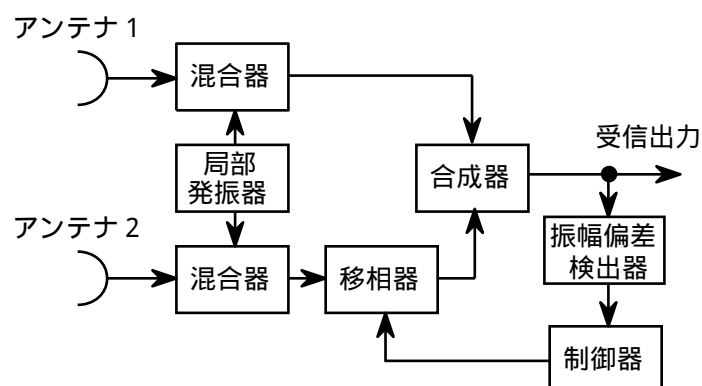 アンテナ 1
混合器
局部
発振器
合成器
受信出力
アンテナ 2
混合器
移相器
振幅偏差
検出器
制御器